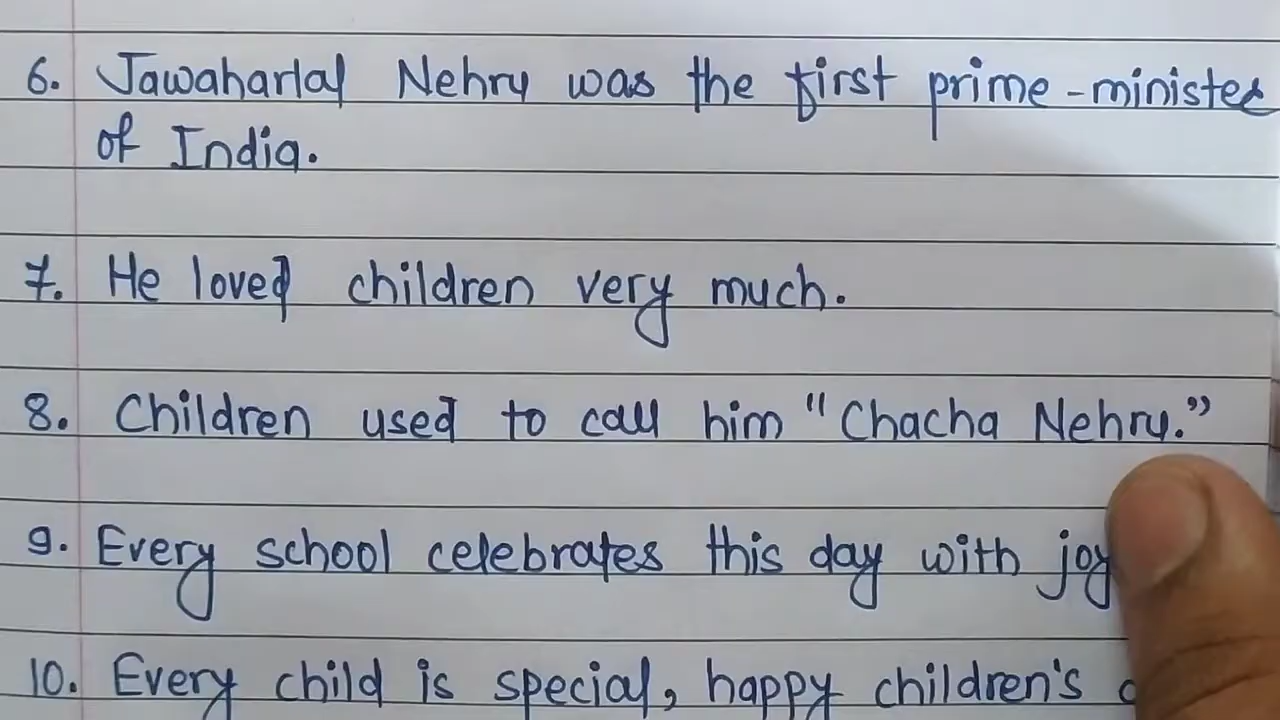 6. Jawaharlal Nehru was the first prime-minister
of India.
7. He loved children very much.
8. Children used to call him "Chacha Nehru."
9. Every school celebrates this day with joy
10. Every child is special, happy children's